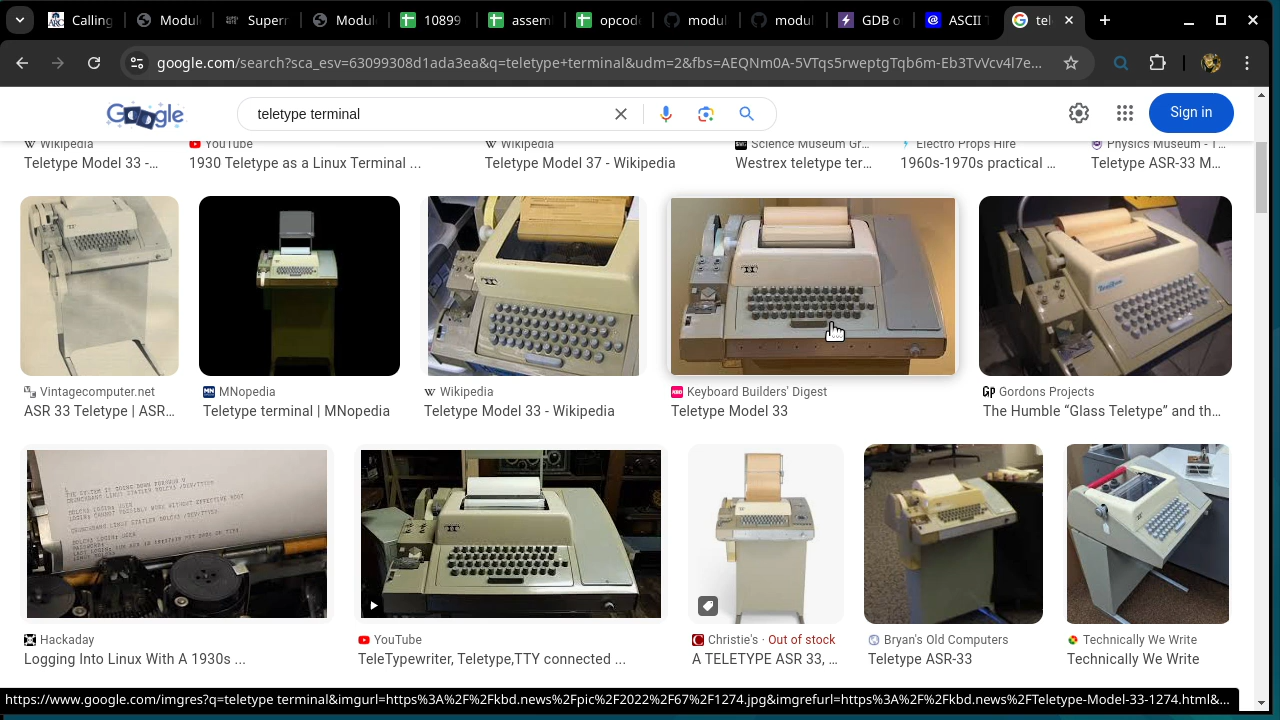 Calling
Modul
Superr
Modul
10899
assem
opcod
modul
modul
GDB o
ASCII T
tel
google.com/search?sca_esv=63099308d1ada3ea&q=teletype+terminal&udm=2&fbs=AEQNm0A-5VTqs5rweptgTqb6m-Eb3TvVcv4l7e...
Google
teletype terminal
Sign in
Wikipedia
YouTube
Wikipedia
Science Museum Gr...
Electro Props Hire
Physics Museum - T...
Teletype Model 33 -...
1930 Teletype as a Linux Terminal ...
Teletype Model 37 - Wikipedia
Westrex teletype ter...
1960s-1970s practical ...
Teletype ASR-33 M...
Vintagecomputer.net
MNopedia
Wikipedia
Keyboard Builders' Digest
Gordons Projects
ASR 33 Teletype | ASR...
Teletype terminal | MNopedia
Teletype Model 33 - Wikipedia
Teletype Model 33
The Humble “Glass Teletype” and th...
Hackaday
YouTube
Christie's · Out of stock
Bryan's Old Computers
Technically We Write
Logging Into Linux With A 1930s ...
TeleTypewriter, Teletype,TTY connected ...
A TELETYPE ASR 33, ...
Teletype ASR-33
Technically We Write
https://www.google.com/imgres?q=teletype terminal&imgurl=https%3A%2F%2Fkbd.news%2Fpic%2F2022%2F67%2F1274.jpg&imgrefurl=https%3A%2F%2Fkbd.news%2FTeletype-Model-33-1274.html&...